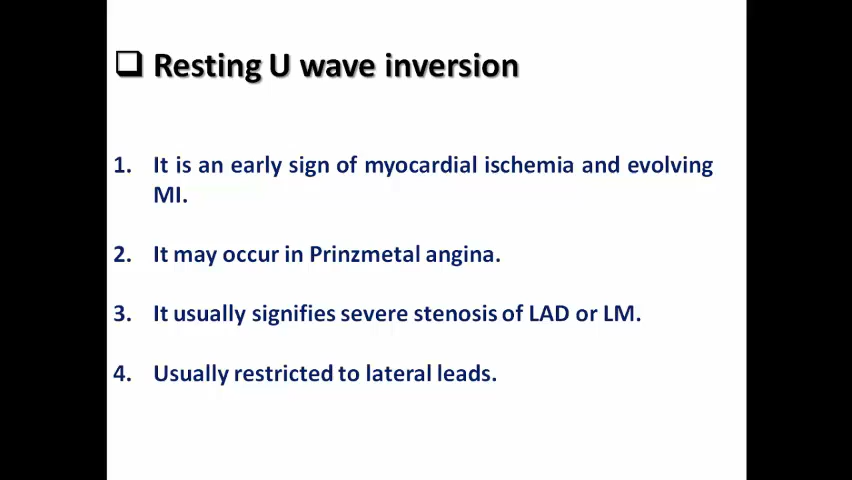 Resting U wave inversion
1. It is an early sign of myocardial ischemia and evolving
MI.
2. It may occur in Prinzmetal angina.
3. It usually signifies severe stenosis of LAD or LM.
4. Usually restricted to lateral leads.